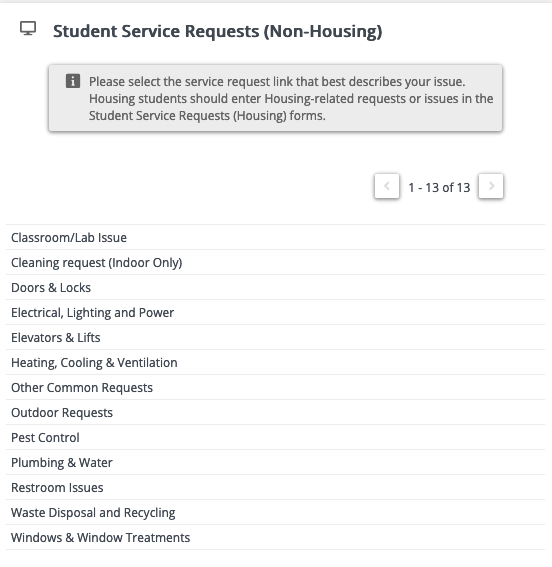 Student Service Requests (Non-Housing)
Please select the service request link that best describes your issue.
Housing students should enter Housing-related requests or issues in the
Student Service Requests (Housing) forms.
1 - 13 of 13
Classroom/Lab Issue
Cleaning request (Indoor Only)
Doors & Locks
Electrical, Lighting and Power
Elevators & Lifts
Heating, Cooling & Ventilation
Other Common Requests
Outdoor Requests
Pest Control
Plumbing & Water
Restroom Issues
Waste Disposal and Recycling
Windows & Window Treatments